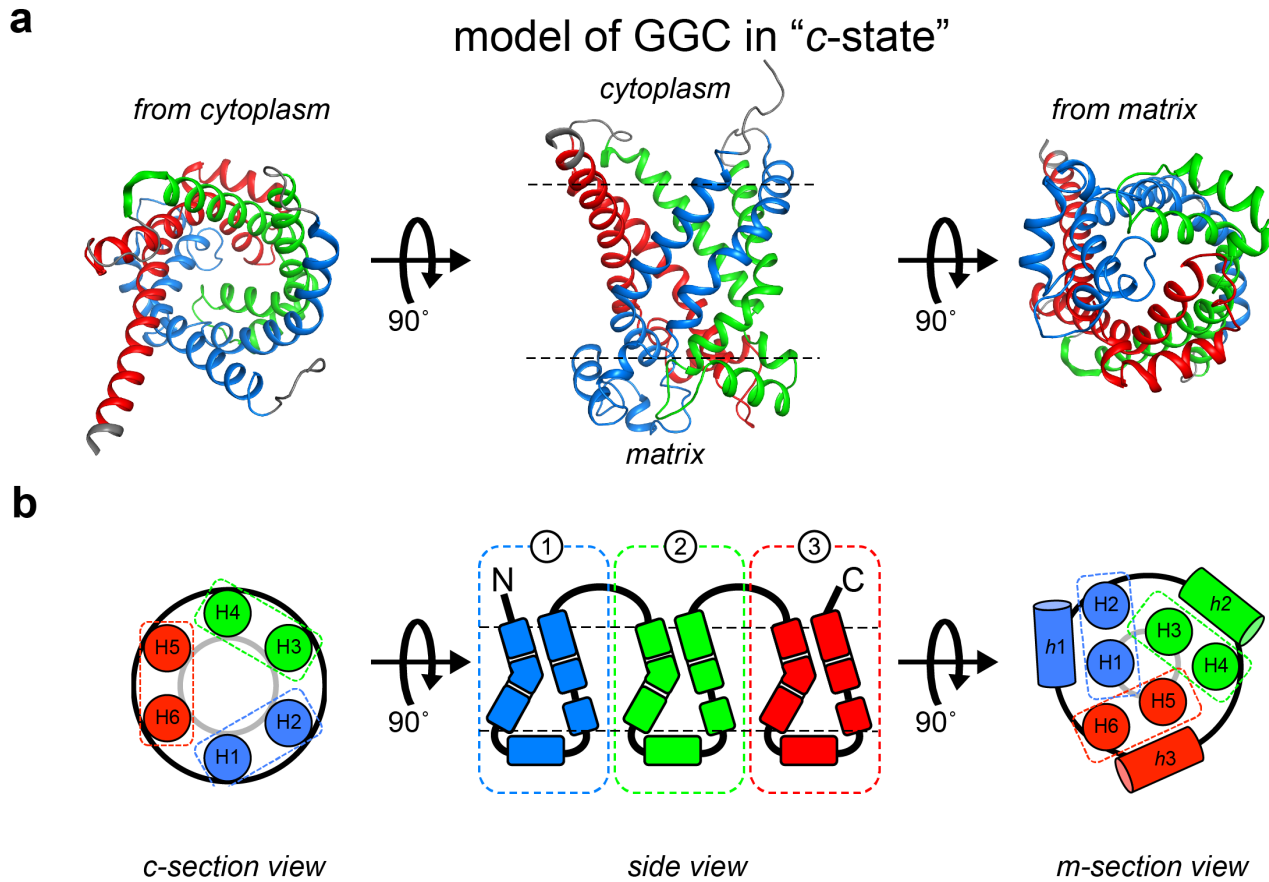 a
model of GGC in “c-state”
from cytoplasm
cytoplasm
from matrix
90°
90°
matrix
b
1
2
3
N
C
H4
H3
H5
H6
H2
H1
90°
90°
H2
H1
h1
h2
H3
H4
H5
H6
h3
c-section view
side view
m-section view